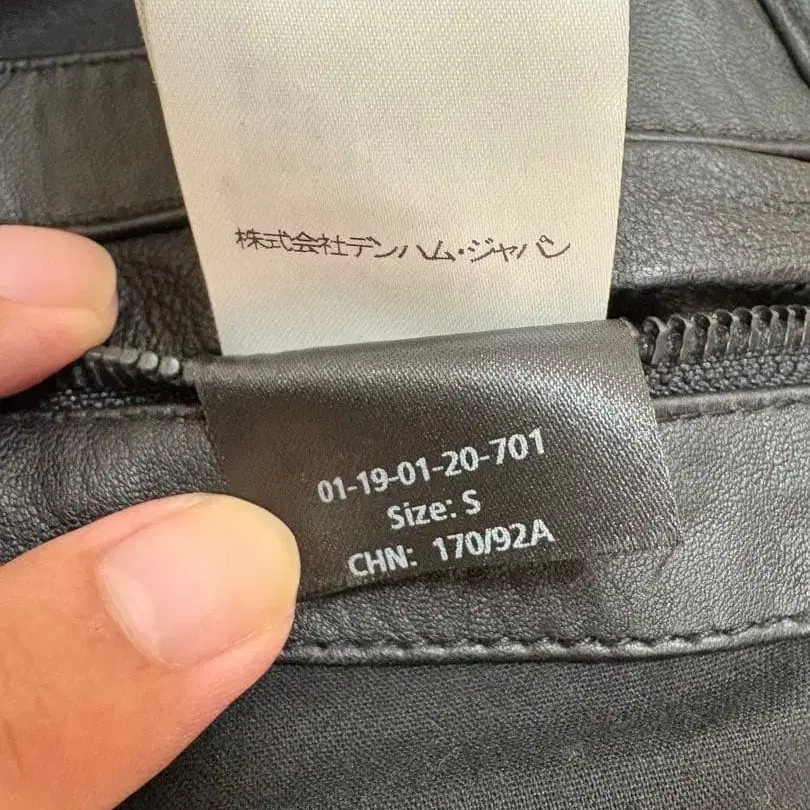 株式会社デンハム・ジャパン
01-19-01-20-701
Size: S
CHN: 170/92A